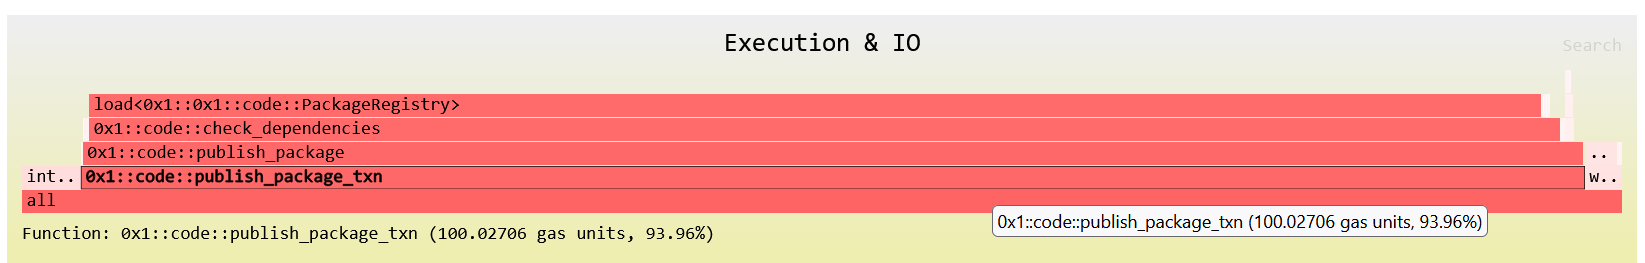 Execution & IO
Search
load<0x1::0x1::code::PackageRegistry>
0x1::code::check_dependencies
0x1::code::publish_package
..
int..
0x1::code::publish_package_txn
w..
all
0x1::code::publish_package_txn (100.02706 gas units, 93.96%)
Function: 0x1::code::publish_package_txn (100.02706 gas units, 93.96%)